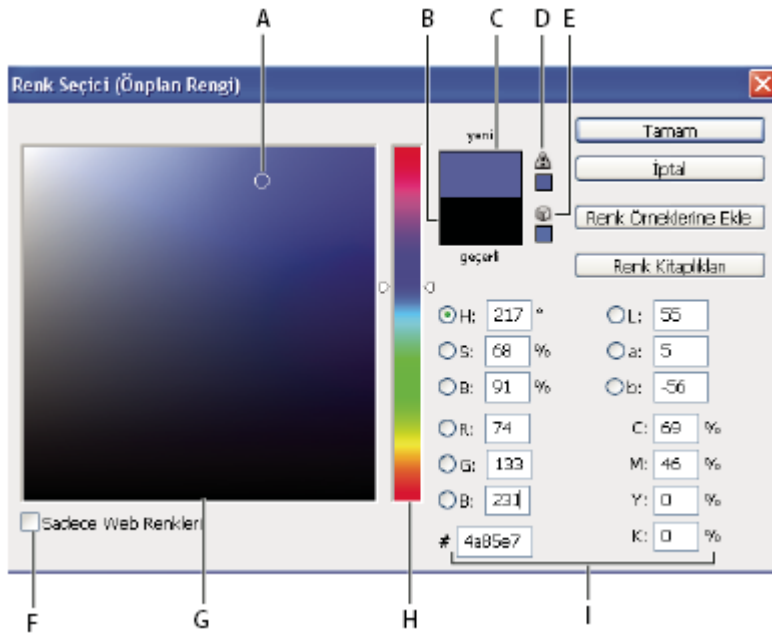 A B C D E
Renk Seçici (Önplan Rengi)
yeni
geçerli
Tamam
İptal
Renk Örneklerine Ekle
Renk Kitaplıkları
H: 217 °
S: 68 %
B: 91 %
R: 74
G: 133
B: 231
# 4a85e7
L: 55
a: 5
b: -56
C: 69 %
M: 46 %
Y: 0 %
K: 0 %
Sadece Web Renkleri
F G H I